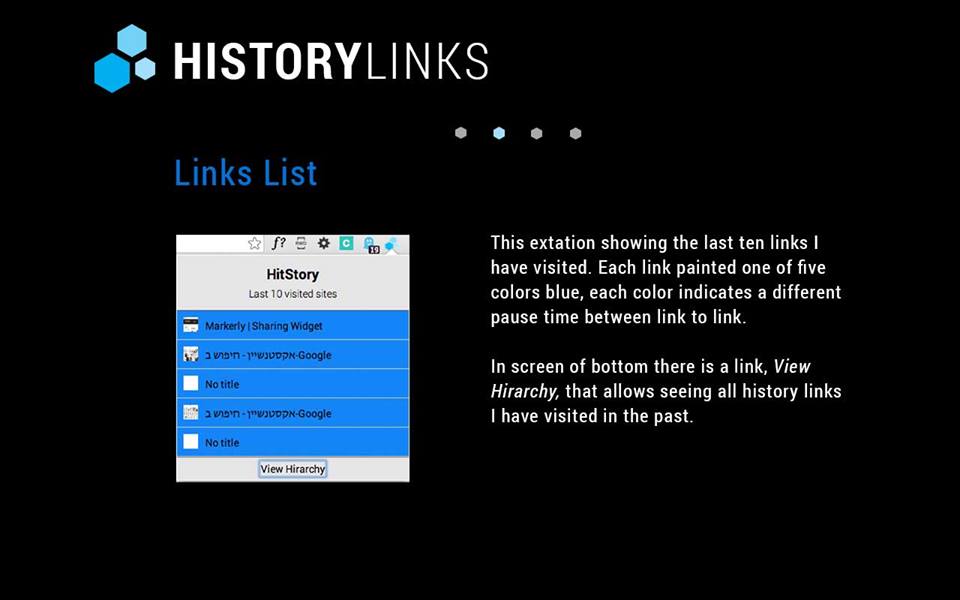 HISTORYLINKS
Links List
f?
C
19
HitStory
Last 10 visited sites
Markerly | Sharing Widget
אקסטנשיין - חיפוש ב-Google
No title
אקסטנשיין - חיפוש ב-Google
No title
View Hirarchy
This extation showing the last ten links I
have visited. Each link painted one of five
colors blue, each color indicates a different
pause time between link to link.
In screen of bottom there is a link, View
Hirarchy, that allows seeing all history links
I have visited in the past.